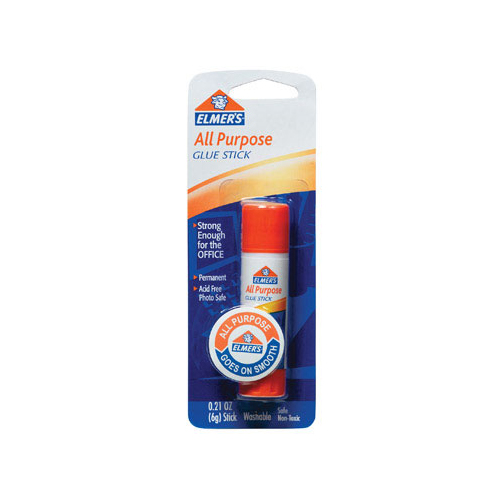 ELMER'S
All Purpose
GLUE STICK
Strong
Enough
for the
OFFICE
Permanent
Acid Free
Photo Safe
ELMER'S
All Purpose
GLUE STICK
ALL PURPOSE
ELMER'S
GOES ON SMOOTH
0.21 OZ
(6g) Stick
Washable
Safe
Non-Toxic